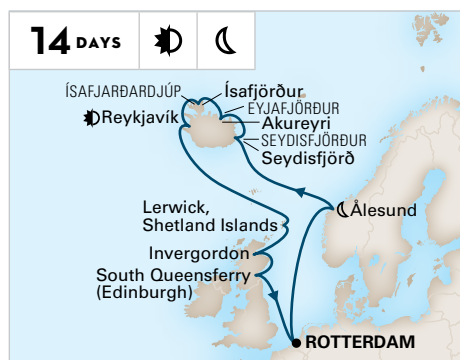 14 DAYS
ÍSAFJARÐARDJÚP
Ísafjörður
EYJAFJÖRÐUR
Reykjavík
Akureyri
SEYDISFJÖRÐUR
Seydisfjörð
Ålesund
Lerwick,
Shetland Islands
Invergordon
South Queensferry
(Edinburgh)
ROTTERDAM